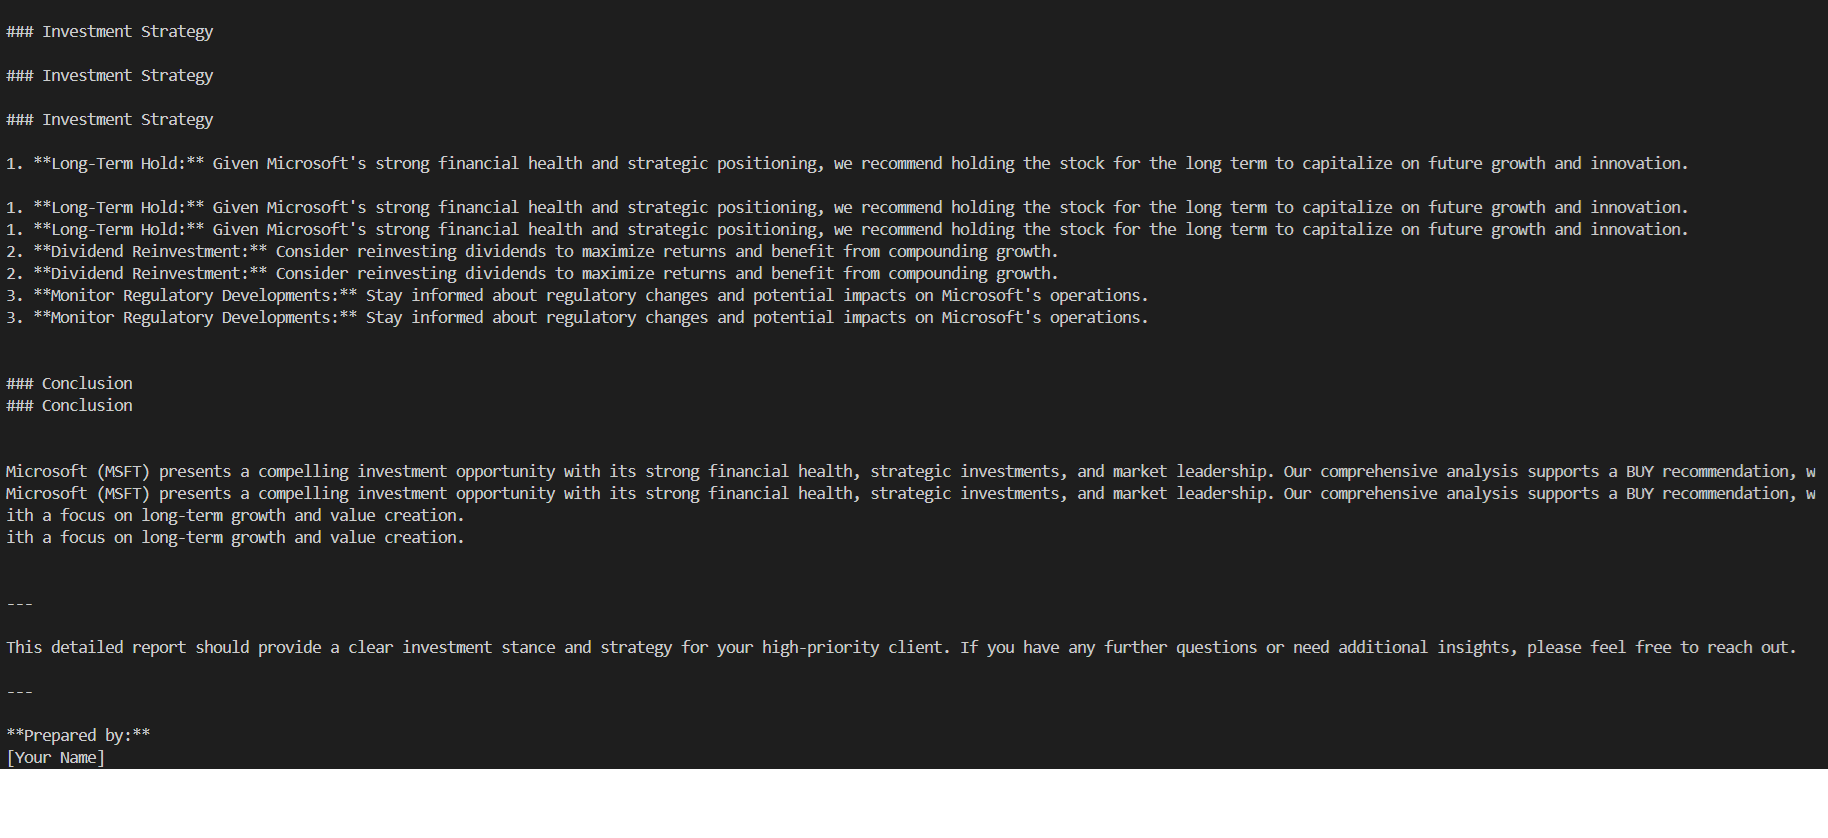 ### Investment Strategy
### Investment Strategy
### Investment Strategy
1. **Long-Term Hold:** Given Microsoft's strong financial health and strategic positioning, we recommend holding the stock for the long term to capitalize on future growth and innovation.
1. **Long-Term Hold:** Given Microsoft's strong financial health and strategic positioning, we recommend holding the stock for the long term to capitalize on future growth and innovation.
1. **Long-Term Hold:** Given Microsoft's strong financial health and strategic positioning, we recommend holding the stock for the long term to capitalize on future growth and innovation.
2. **Dividend Reinvestment:** Consider reinvesting dividends to maximize returns and benefit from compounding growth.
2. **Dividend Reinvestment:** Consider reinvesting dividends to maximize returns and benefit from compounding growth.
3. **Monitor Regulatory Developments:** Stay informed about regulatory changes and potential impacts on Microsoft's operations.
3. **Monitor Regulatory Developments:** Stay informed about regulatory changes and potential impacts on Microsoft's operations.
### Conclusion
### Conclusion
Microsoft (MSFT) presents a compelling investment opportunity with its strong financial health, strategic investments, and market leadership. Our comprehensive analysis supports a BUY recommendation, w
Microsoft (MSFT) presents a compelling investment opportunity with its strong financial health, strategic investments, and market leadership. Our comprehensive analysis supports a BUY recommendation, w
ith a focus on long-term growth and value creation.
ith a focus on long-term growth and value creation.
---
This detailed report should provide a clear investment stance and strategy for your high-priority client. If you have any further questions or need additional insights, please feel free to reach out.
---
**Prepared by:**
[Your Name]